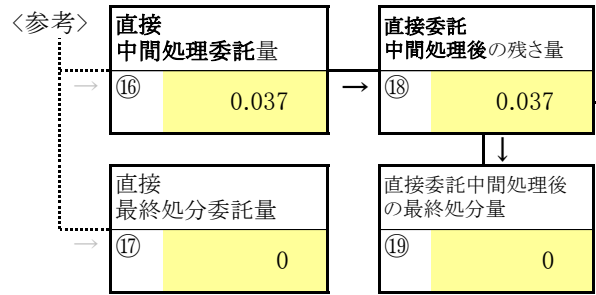 〈参考〉
直接
中間処理委託量
→
⑯
0.037
→
直接委託
中間処理後の残さ量
⑱
0.037
↓
直接
最終処分委託量
→
⑰
0
直接委託中間処理後
の最終処分量
⑲
0